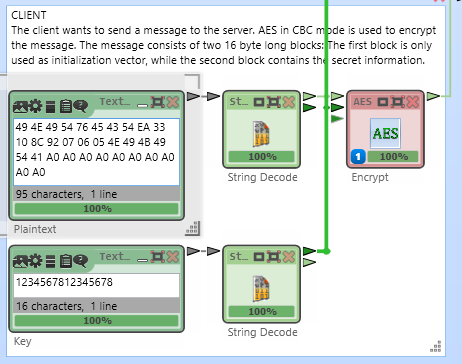 CLIENT
The client wants to send a message to the server. AES in CBC mode is used to encrypt
the message. The message consists of two 16 byte long blocks: The first block is only
used as initialization vector, while the second block contains the secret information.
Text...
St...
AES
49 4E 49 54 76 45 43 54 EA 33
10 8C 92 07 06 05 4E 49 4B 49
54 41 A0 A0 A0 A0 A0 A0 A0 A0
A0 A0
AES
100%
1
100%
95 characters, 1 line
100%
String Decode
Encrypt
Plaintext
Text...
St...
1234567812345678
16 characters, 1 line
100%
100%
Key
String Decode